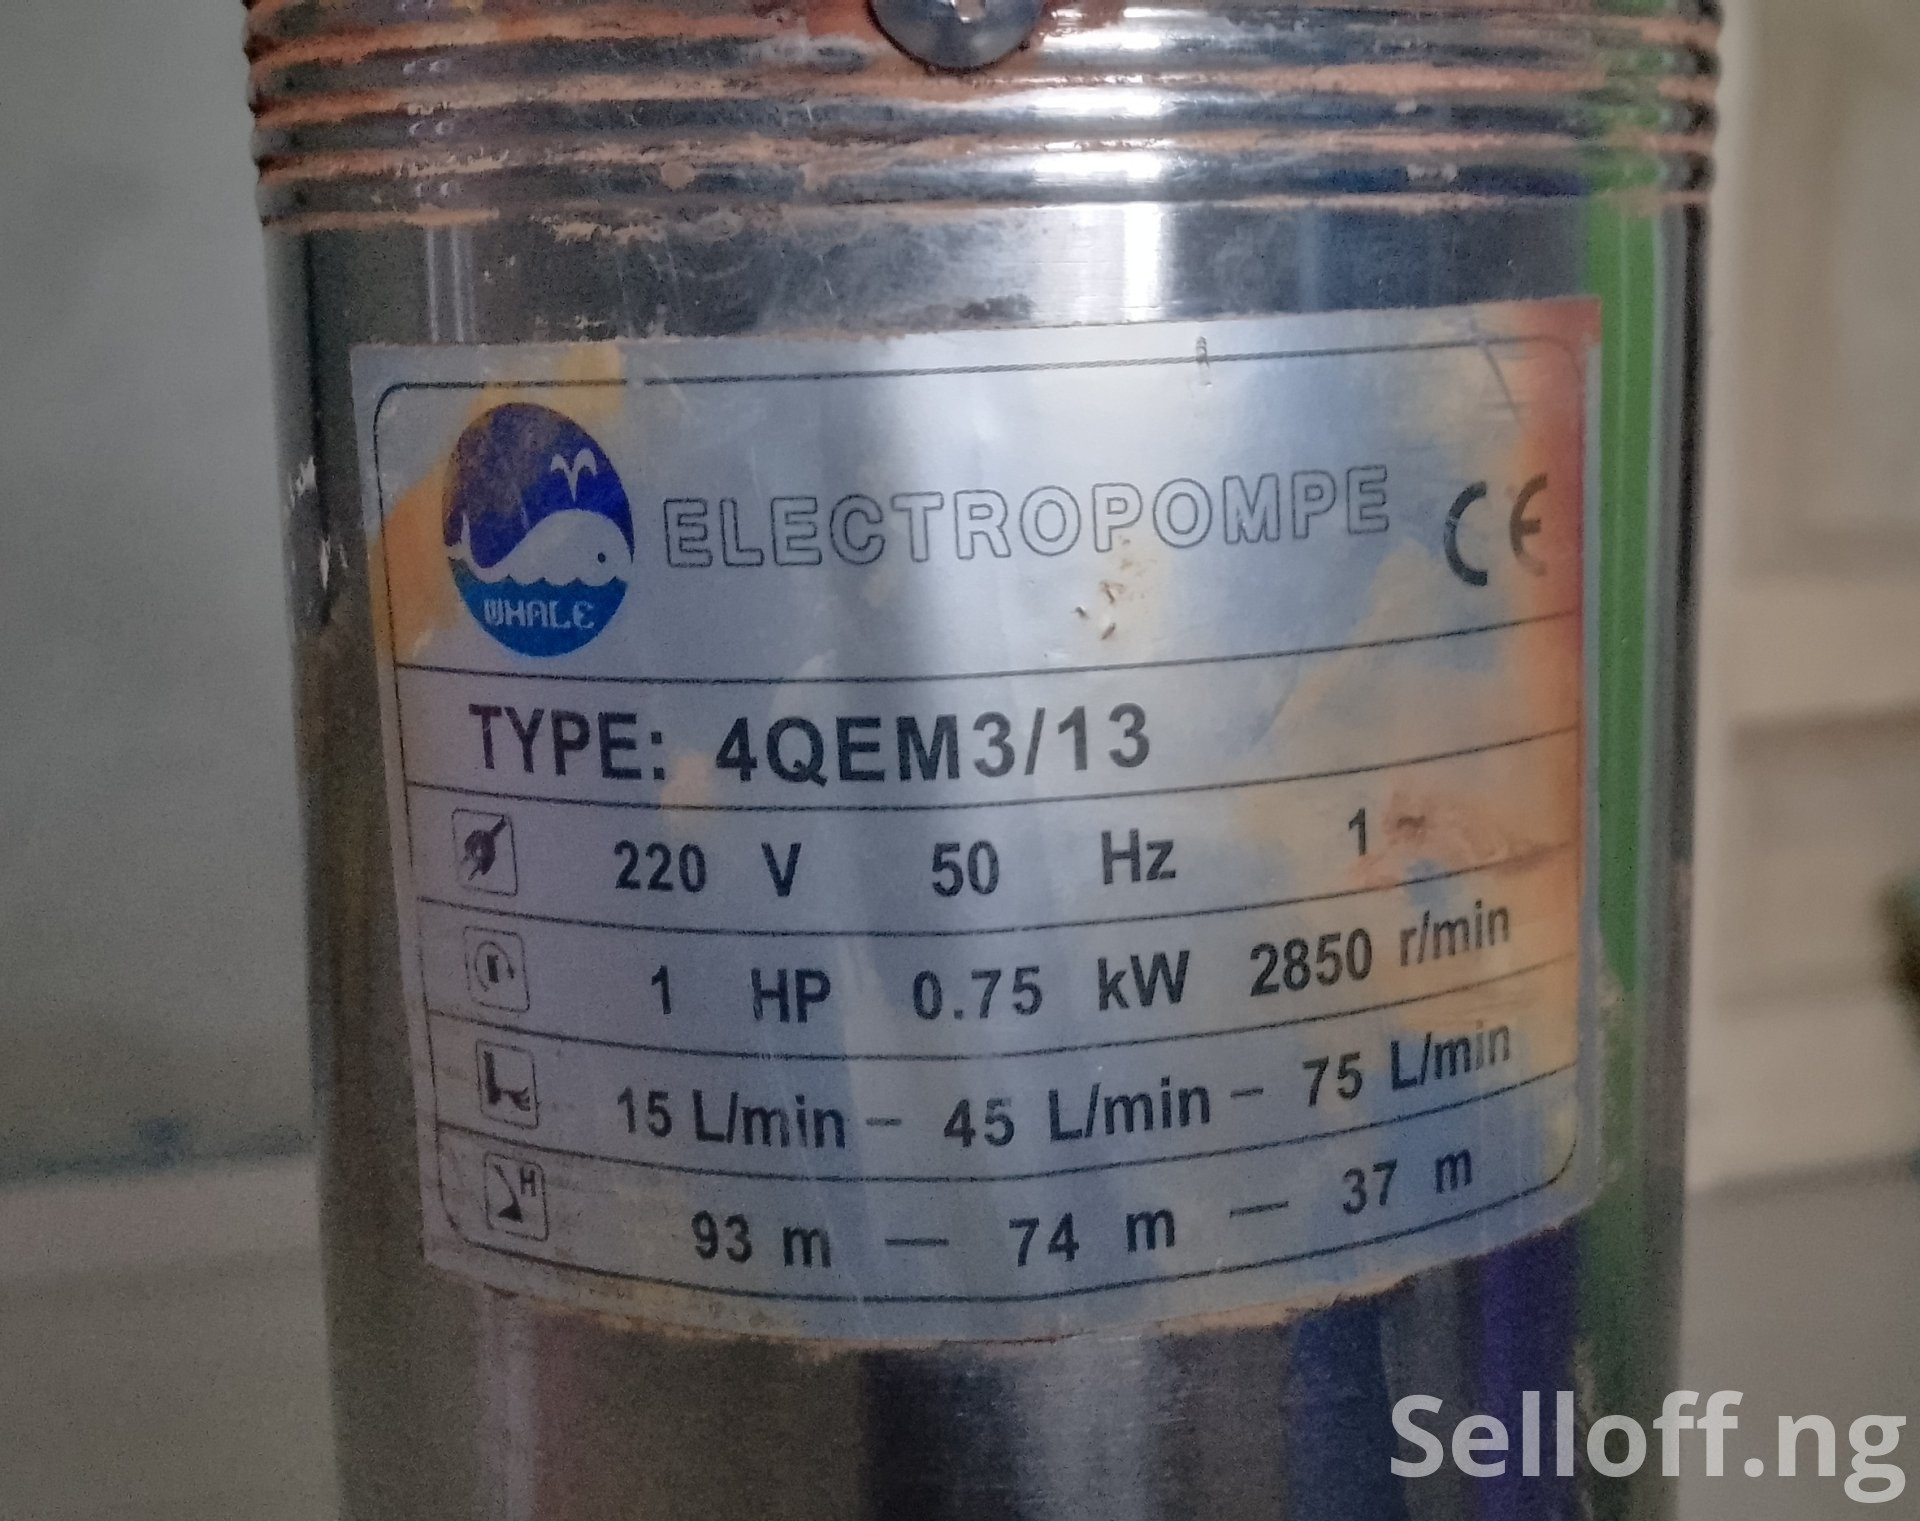 WHALE
ELECTROPOMPE CE
TYPE: 4QEM3/13
220 V 50 Hz 1 ~
1 HP 0.75 kW 2850 r/min
15 L/min - 45 L/min - 75 L/min
H 93 m — 74 m — 37 m
Selloff.ng